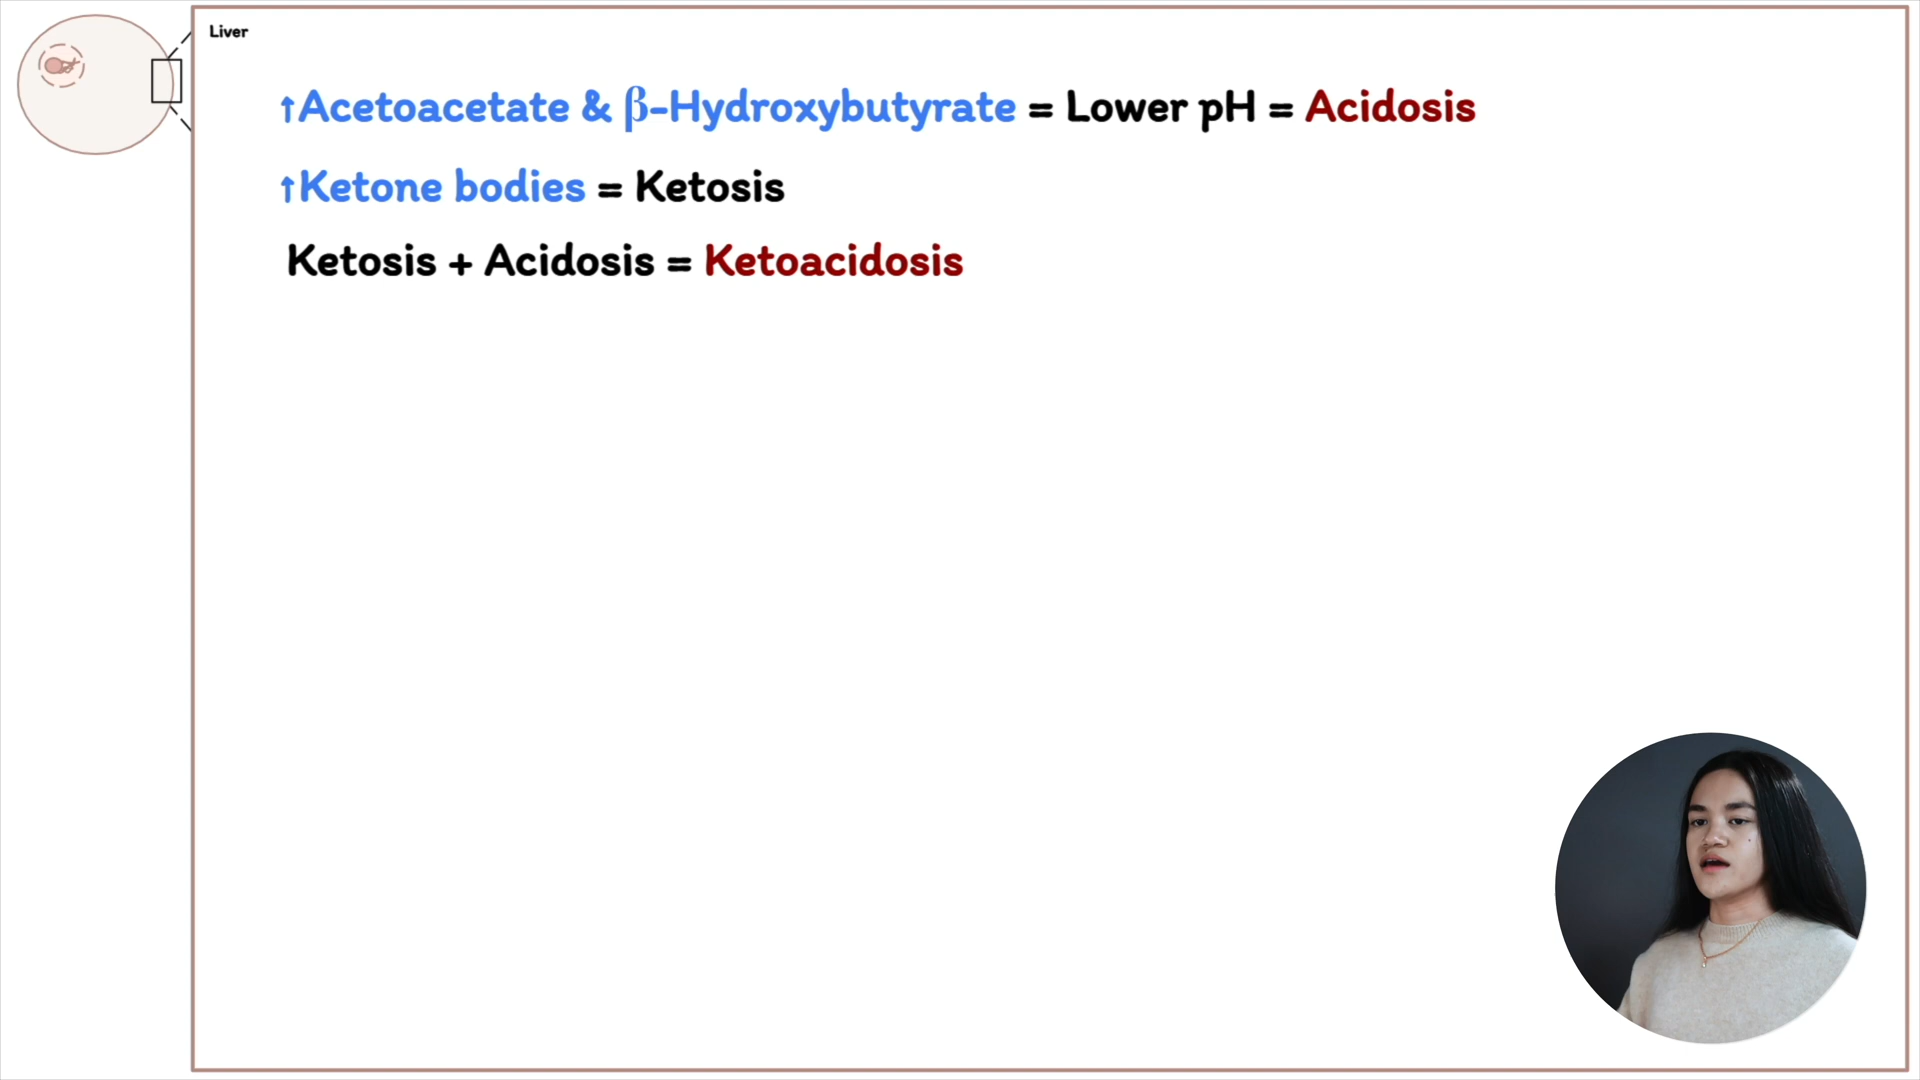 Liver
↑Acetoacetate & β-Hydroxybutyrate = Lower pH = Acidosis
↑Ketone bodies = Ketosis
Ketosis + Acidosis = Ketoacidosis